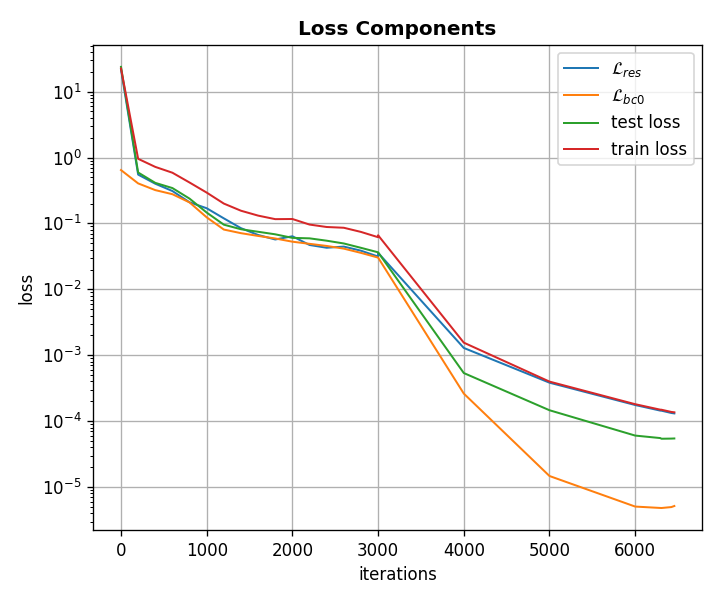 Loss Components
ℒ_res
ℒ_bc0
test loss
train loss
10^1
10^0
10^−1
10^−2
10^−3
10^−4
10^−5
loss
0 1000 2000 3000 4000 5000 6000
iterations